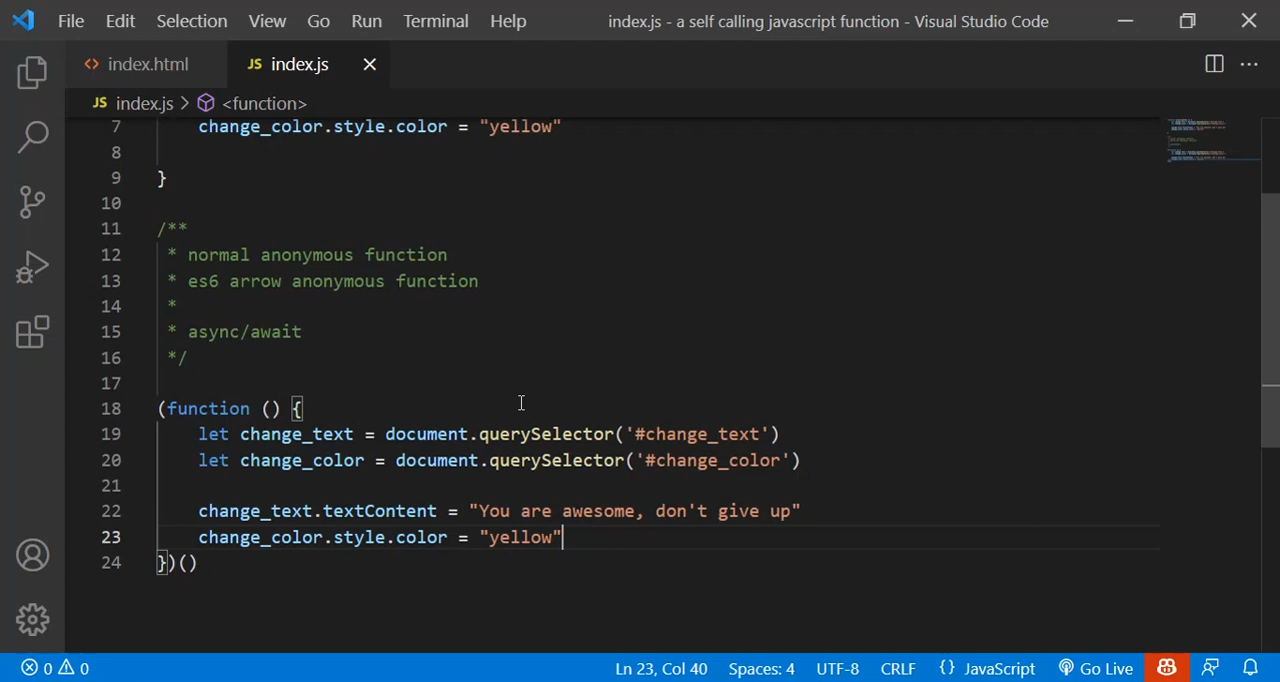 File Edit Selection View Go Run Terminal Help index.js - a self calling javascript function - Visual Studio Code
<> index.html JS index.js
JS index.js > <function>
7 change_color.style.color = "yellow"
8
9 }
10
11 /**
12 * normal anonymous function
13 * es6 arrow anonymous function
14 *
15 * async/await
16 */
17
18 (function () {
19 let change_text = document.querySelector('#change_text')
20 let change_color = document.querySelector('#change_color')
21
22 change_text.textContent = "You are awesome, don't give up"
23 change_color.style.color = "yellow"
24 })()
0 0 Ln 23, Col 40 Spaces: 4 UTF-8 CRLF {} JavaScript Go Live